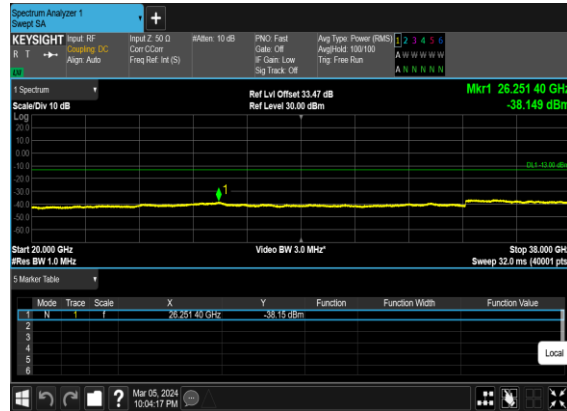 Spectrum Analyzer 1
Swept SA
+
KEYSIGHT Input: RF Input Z: 50 Ω #Atten: 10 dB PNO: Fast Avg Type: Power (RMS) 1 2 3 4 5 6
R T Coupling: DC Corr CCorr Gate: Off Avg|Hold: 100/100 A W W W W W
Align: Auto Freq Ref: Int (S) IF Gain: Low Trig: Free Run
Sig Track: Off A N N N N N
1 Spectrum Ref Lvl Offset 33.47 dB Mkr1 26.251 40 GHz
Scale/Div 10 dB Ref Level 30.00 dBm -38.149 dBm
Log
20.0
10.0
0.00
-10.0
DL1 -13.00 dBm
-20.0
-30.0
1
-40.0
-50.0
-60.0
Start 20.000 GHz Video BW 3.0 MHz* Stop 38.000 GHz
#Res BW 1.0 MHz Sweep 32.0 ms (40001 pts
5 Marker Table
Mode Trace Scale X Y Function Function Width Function Value
1 N 1 f 26.251 40 GHz -38.15 dBm
2
3
4
5
6
Local
? Mar 05, 2024
10:04:17 PM